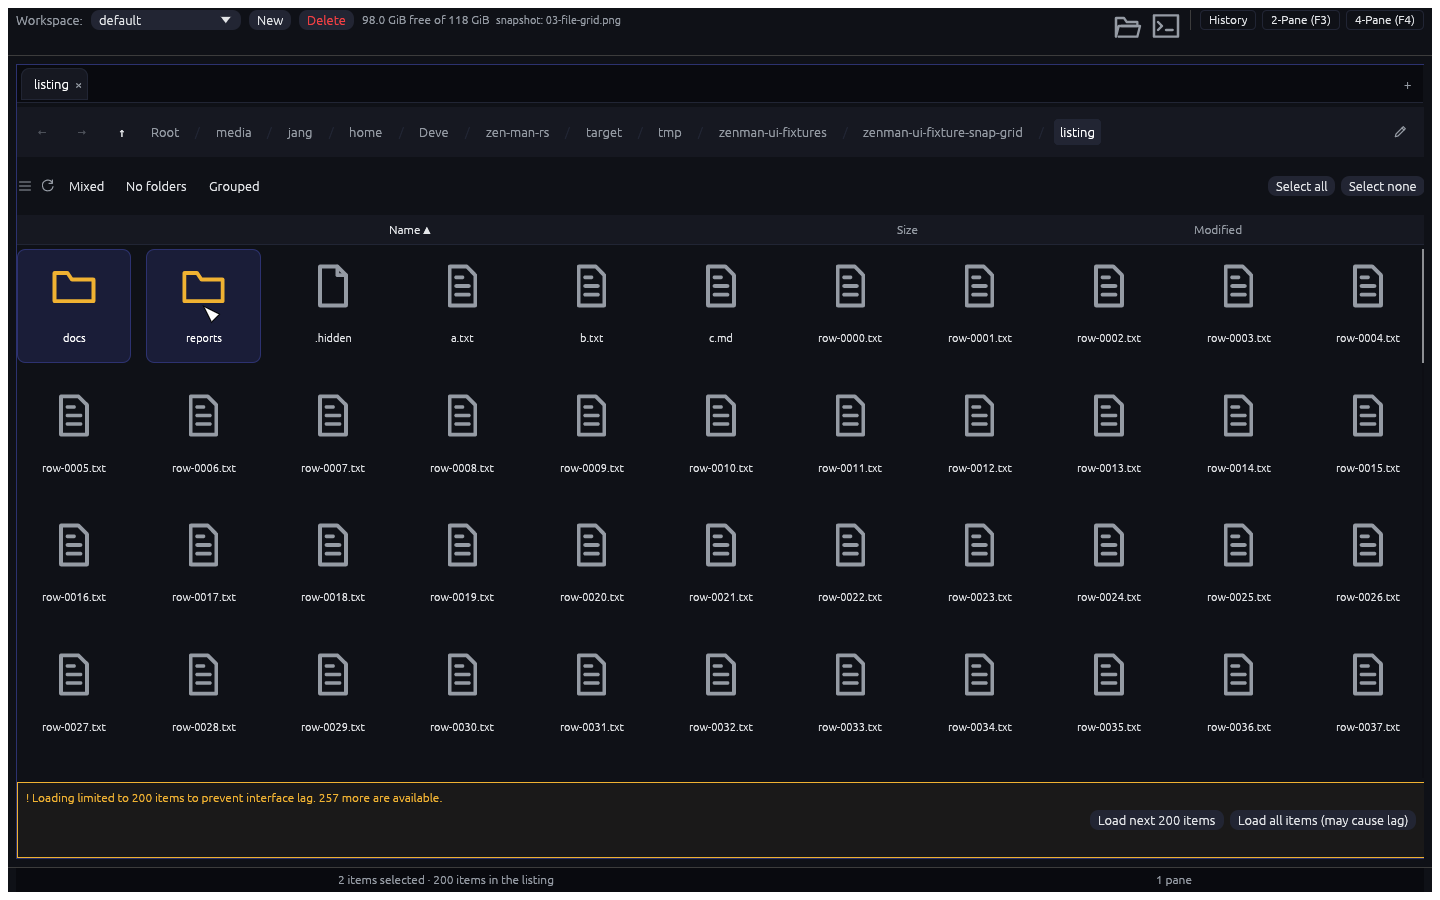 Workspace: default New Delete 98.0 GiB free of 118 GiB snapshot: 03-file-grid.png History 2-Pane (F3) 4-Pane (F4)
listing × +
← → ↑ Root / media / jang / home / Deve / zen-man-rs / target / tmp / zenman-ui-fixtures / zenman-ui-fixture-snap-grid / listing
Mixed No folders Grouped Select all Select none
Name ▲ Size Modified
docs reports .hidden a.txt b.txt c.md row-0000.txt row-0001.txt row-0002.txt row-0003.txt row-0004.txt
row-0005.txt row-0006.txt row-0007.txt row-0008.txt row-0009.txt row-0010.txt row-0011.txt row-0012.txt row-0013.txt row-0014.txt row-0015.txt
row-0016.txt row-0017.txt row-0018.txt row-0019.txt row-0020.txt row-0021.txt row-0022.txt row-0023.txt row-0024.txt row-0025.txt row-0026.txt
row-0027.txt row-0028.txt row-0029.txt row-0030.txt row-0031.txt row-0032.txt row-0033.txt row-0034.txt row-0035.txt row-0036.txt row-0037.txt
! Loading limited to 200 items to prevent interface lag. 257 more are available.
Load next 200 items Load all items (may cause lag)
2 items selected · 200 items in the listing 1 pane